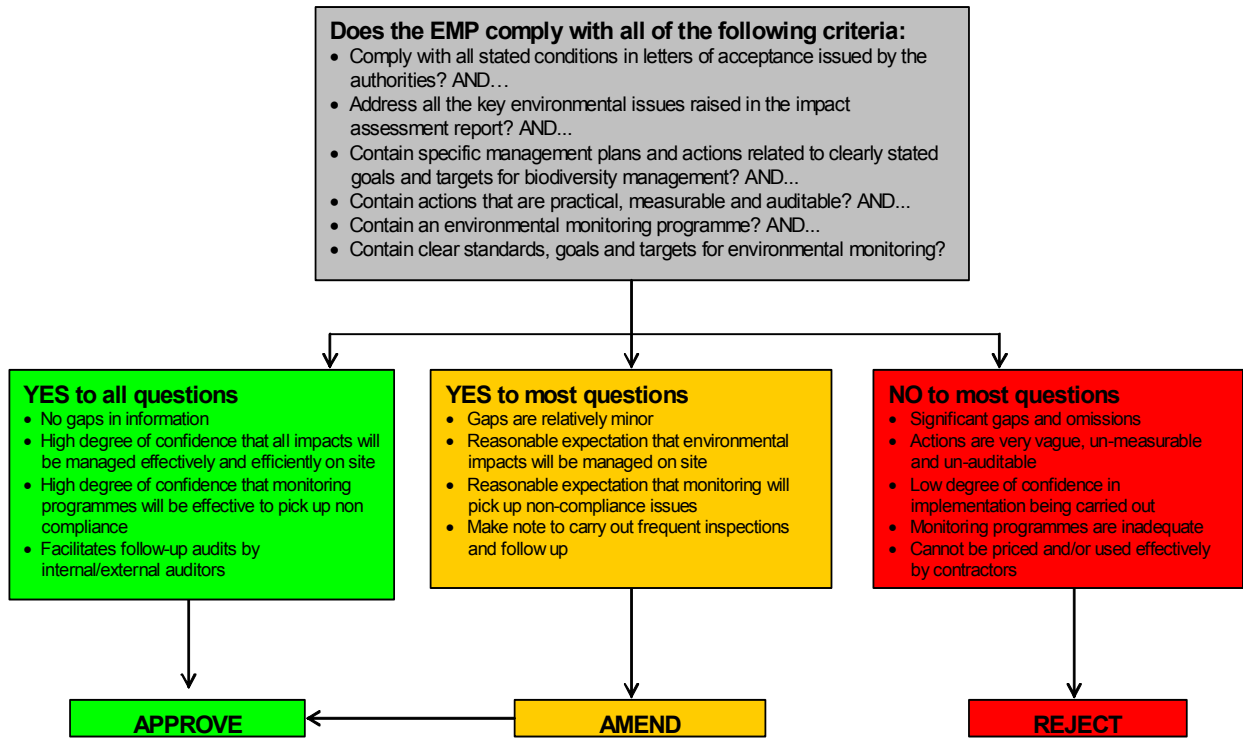 Does the EMP comply with all of the following criteria:
• Comply with all stated conditions in letters of acceptance issued by the
authorities? AND…
• Address all the key environmental issues raised in the impact
assessment report? AND...
• Contain specific management plans and actions related to clearly stated
goals and targets for biodiversity management? AND...
• Contain actions that are practical, measurable and auditable? AND...
• Contain an environmental monitoring programme? AND...
• Contain clear standards, goals and targets for environmental monitoring?
YES to all questions
• No gaps in information
• High degree of confidence that all impacts will
be managed effectively and efficiently on site
• High degree of confidence that monitoring
programmes will be effective to pick up non
compliance
• Facilitates follow-up audits by
internal/external auditors
YES to most questions
• Gaps are relatively minor
• Reasonable expectation that environmental
impacts will be managed on site
• Reasonable expectation that monitoring will
pick up non-compliance issues
• Make note to carry out frequent inspections
and follow up
NO to most questions
• Significant gaps and omissions
• Actions are very vague, un-measurable
and un-auditable
• Low degree of confidence in
implementation being carried out
• Monitoring programmes are inadequate
• Cannot be priced and/or used effectively
by contractors
APPROVE
AMEND
REJECT